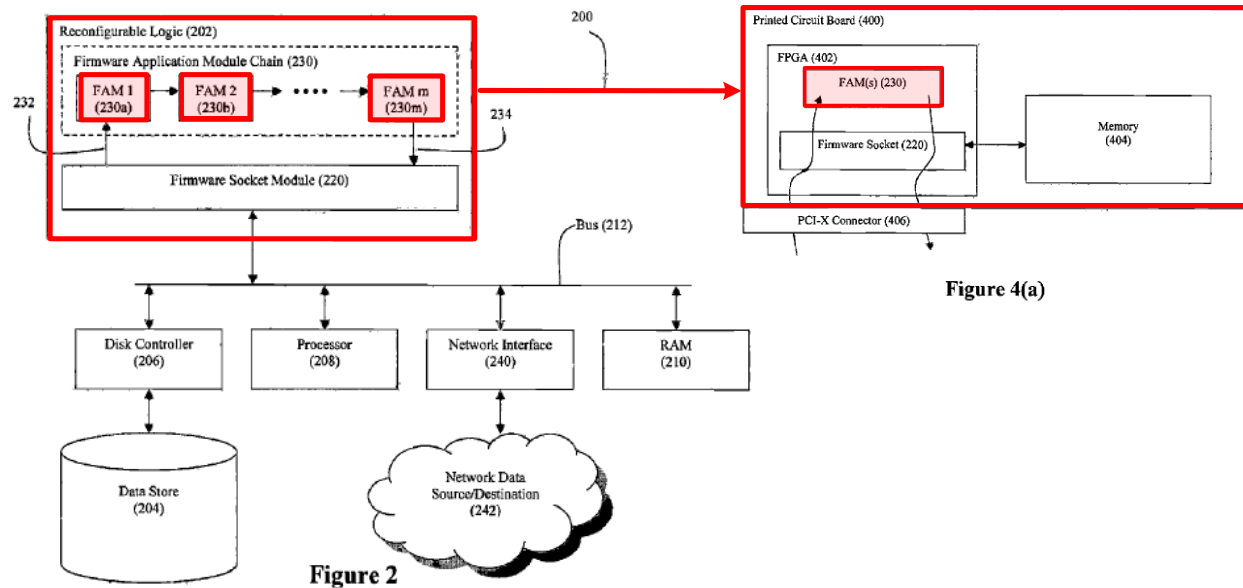 Reconfigurable Logic (202)
Firmware Application Module Chain (230)
FAM 1
(230a)
FAM 2
(230b)
FAM m
(230m)
232
234
Firmware Socket Module (220)
200
Bus (212)
Disk Controller
(206)
Processor
(208)
Network Interface
(240)
RAM
(210)
Data Store
(204)
Network Data
Source/Destination
(242)
Figure 2
Printed Circuit Board (400)
FPGA (402)
FAM(s) (230)
Firmware Socket (220)
Memory
(404)
PCI-X Connector (406)
Figure 4(a)